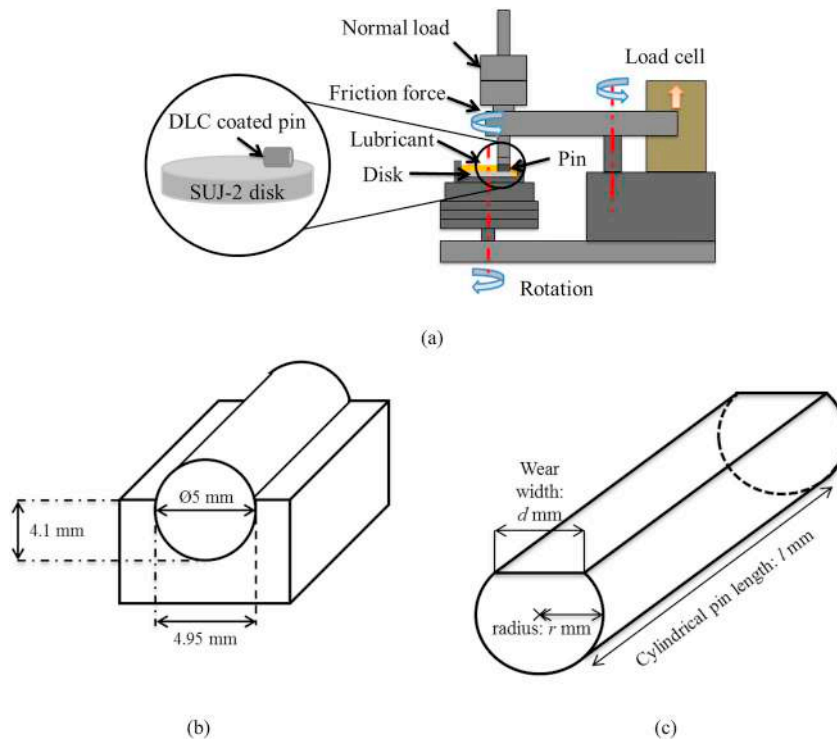 Normal load
Load cell
Friction force
DLC coated pin
Lubricant
Pin
Disk
SUJ-2 disk
Rotation
(a)
Ø5 mm
4.1 mm
4.95 mm
(b)
Wear
width:
d mm
radius: r mm
Cylindrical pin length: l mm
(c)